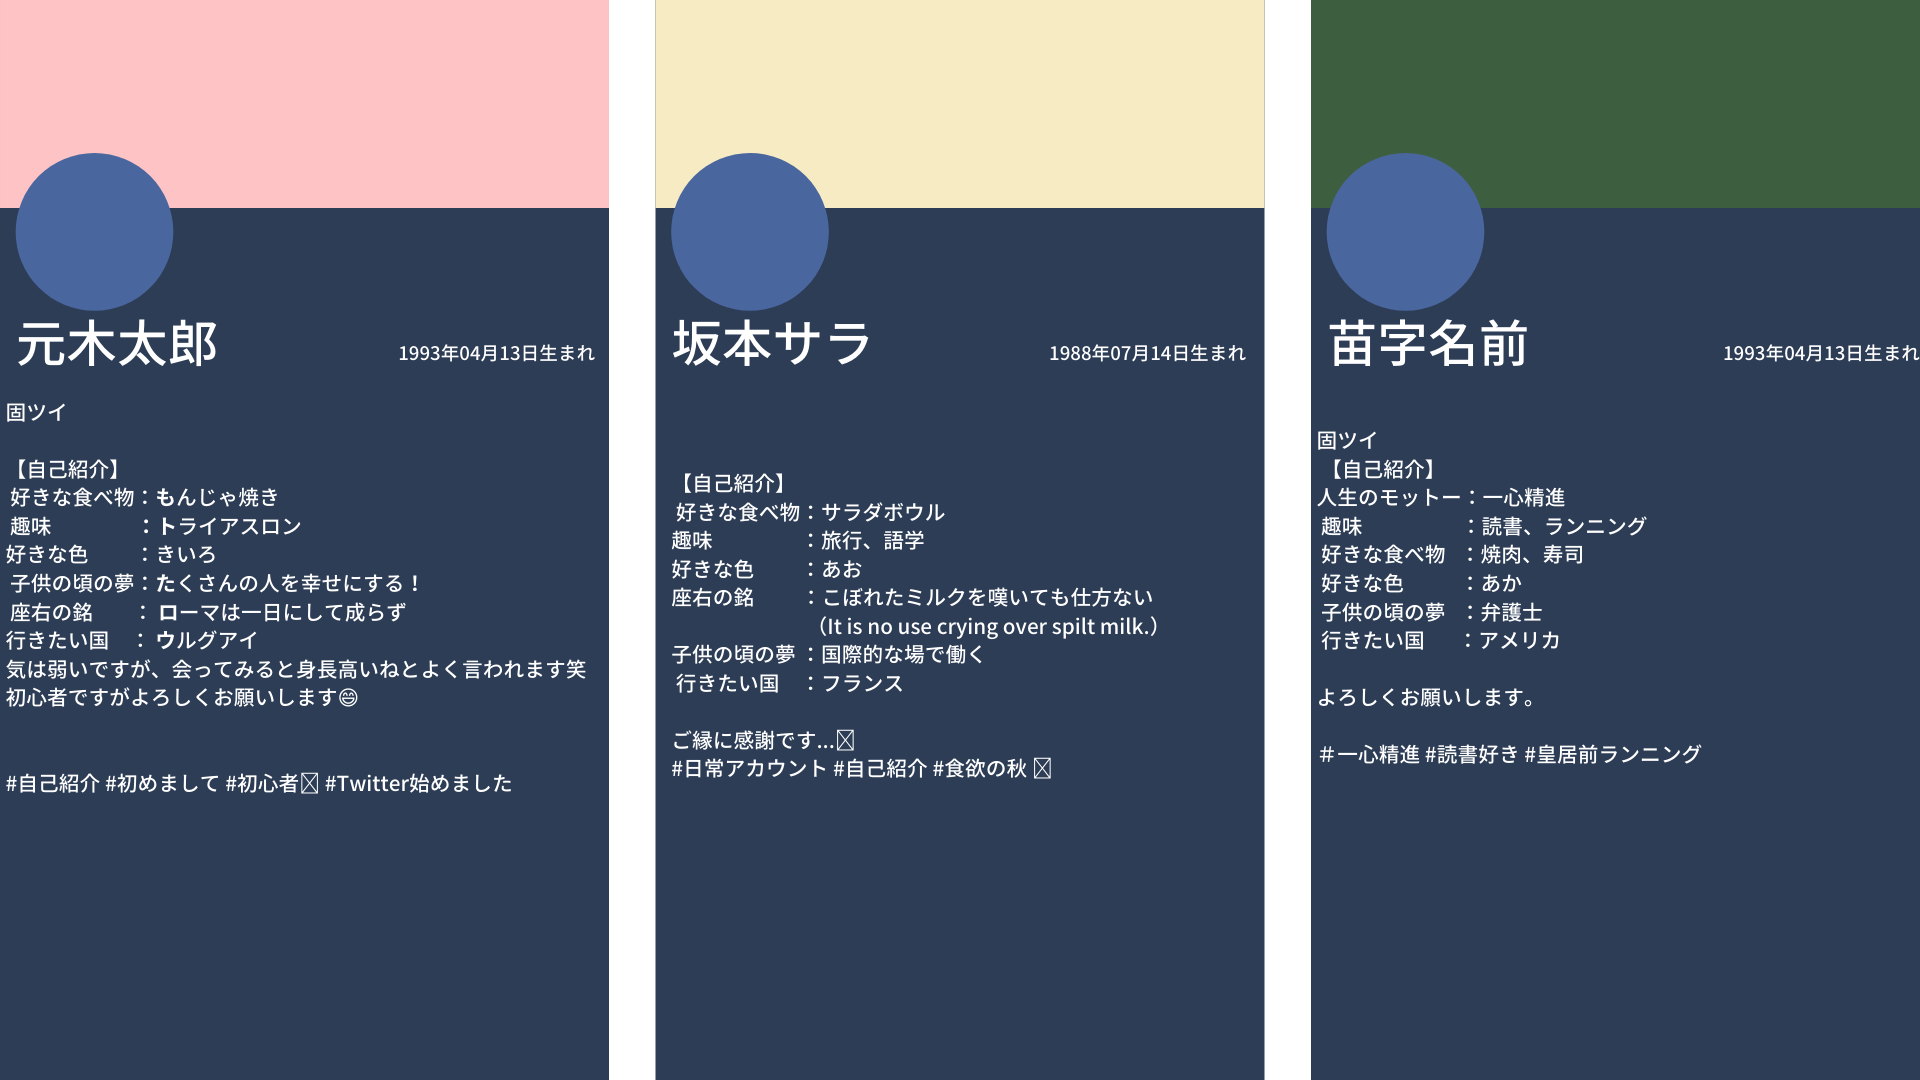 元木太郎
1993年04月13日生まれ
固ツイ
【自己紹介】
好きな食べ物：もんじゃ焼き
趣味　　　　：トライアスロン
好きな色　　：きいろ
子供の頃の夢：たくさんの人を幸せにする！
座右の銘　　：ローマは一日にして成らず
行きたい国　：ウルグアイ
気は弱いですが、会ってみると身長高いねとよく言われます笑
初心者ですがよろしくお願いします😄
#自己紹介 #初めまして #初心者 #Twitter始めました
坂本サラ
1988年07月14日生まれ
【自己紹介】
好きな食べ物：サラダボウル
趣味　　　　：旅行、語学
好きな色　　：あお
座右の銘　　：こぼれたミルクを嘆いても仕方ない
（It is no use crying over spilt milk.）
子供の頃の夢：国際的な場で働く
行きたい国　：フランス
ご縁に感謝です...
#日常アカウント #自己紹介 #食欲の秋
苗字名前
1993年04月13日生まれ
固ツイ
【自己紹介】
人生のモットー：一心精進
趣味　　　　：読書、ランニング
好きな食べ物　：焼肉、寿司
好きな色　　　：あか
子供の頃の夢　：弁護士
行きたい国　　：アメリカ
よろしくお願いします。
＃一心精進 #読書好き #皇居前ランニング